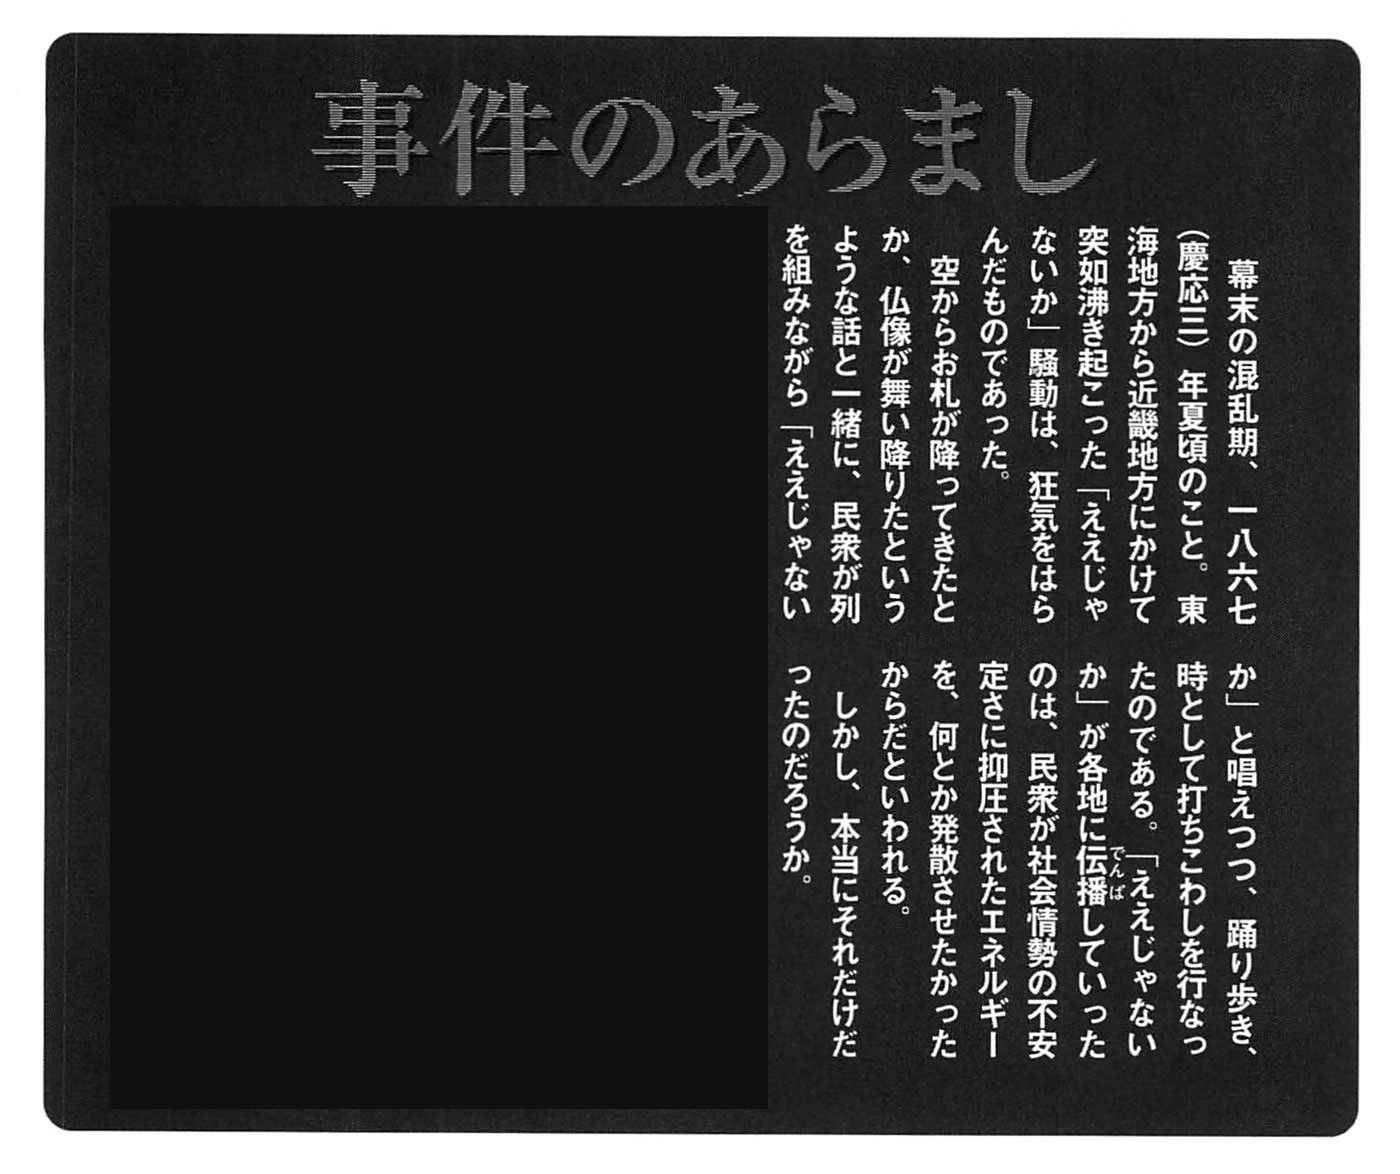 事件のあらまし
幕末の混乱期、一八六七
（慶応三）年夏頃のこと。東
海地方から近畿地方にかけて
突如沸き起こった「ええじゃ
ないか」騒動は、狂気をはら
んだものであった。
空からお札が降ってきたと
か、仏像が舞い降りたという
ような話と一緒に、民衆が列
を組みながら「ええじゃない
か」と唱えつつ、踊り歩き、
時として打ちこわしを行なっ
たのである。「ええじゃない
か」が各地に伝播していった
でんぱ
のは、民衆が社会情勢の不安
定さに抑圧されたエネルギー
を、何とか発散させたかった
からだといわれる。
しかし、本当にそれだけだ
ったのだろうか。